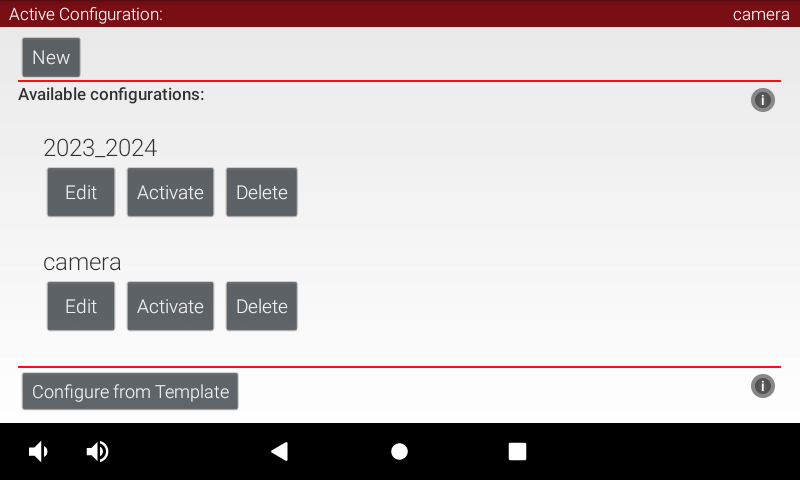 Active Configuration: camera
New
Available configurations:
2023_2024
Edit Activate Delete
camera
Edit Activate Delete
Configure from Template